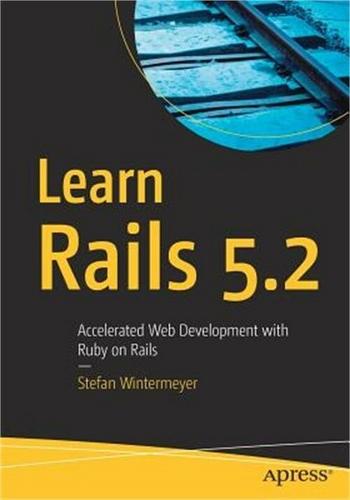 Learn
Rails 5.2
Accelerated Web Development with
Ruby on Rails
—
Stefan Wintermeyer
Apress®